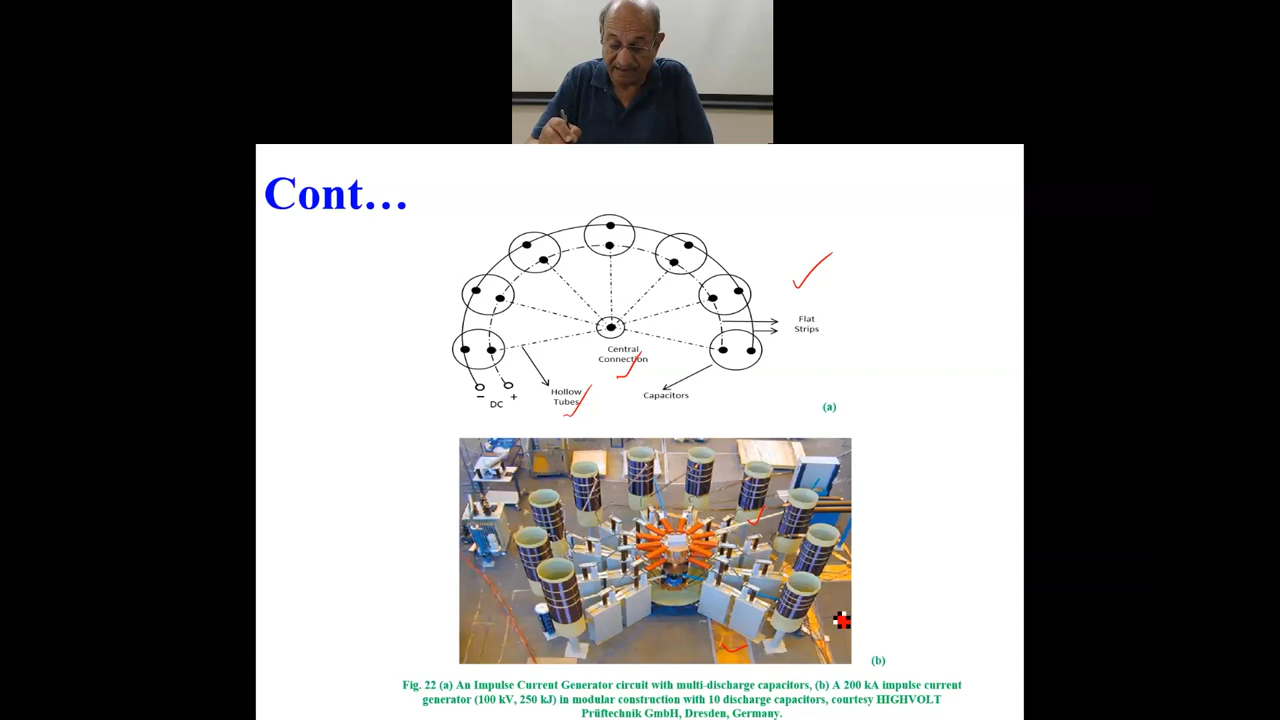 Cont…
Flat
Strips
Central
Connection
Hollow
Tubes
Capacitors
− +
DC
(a)
(b)
Fig. 22 (a) An Impulse Current Generator circuit with multi-discharge capacitors, (b) A 200 kA impulse current
generator (100 kV, 250 kJ) in modular construction with 10 discharge capacitors, courtesy HIGHVOLT
Prüftechnik GmbH, Dresden, Germany.